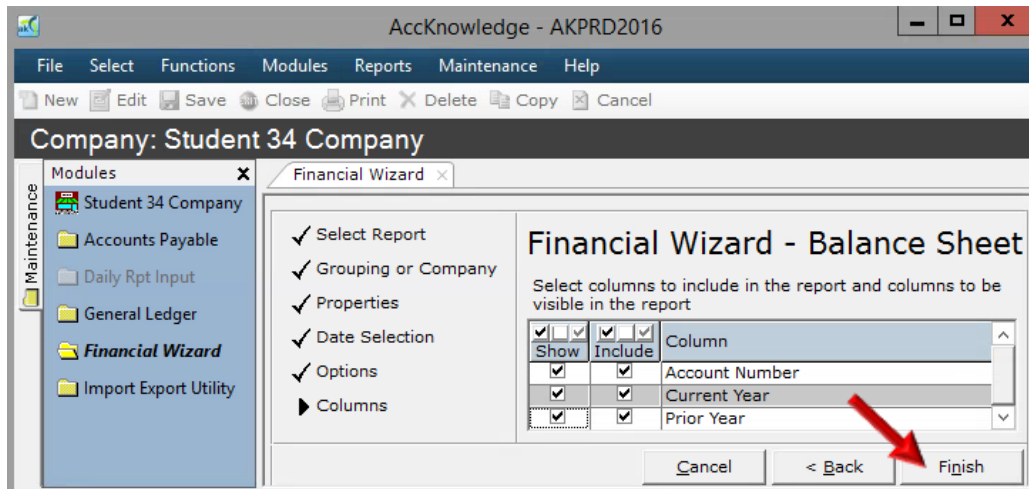 AccKnowledge - AKPRD2016
File Select Functions Modules Reports Maintenance Help
New Edit Save Close Print Delete Copy Cancel
Company: Student 34 Company
Maintenance
Modules
Student 34 Company
Accounts Payable
Daily Rpt Input
General Ledger
Financial Wizard
Import Export Utility
Financial Wizard
Select Report
Grouping or Company
Properties
Date Selection
Options
Columns
Financial Wizard - Balance Sheet
Select columns to include in the report and columns to be
visible in the report
Show Include Column
Account Number
Current Year
Prior Year
Cancel < Back Finish